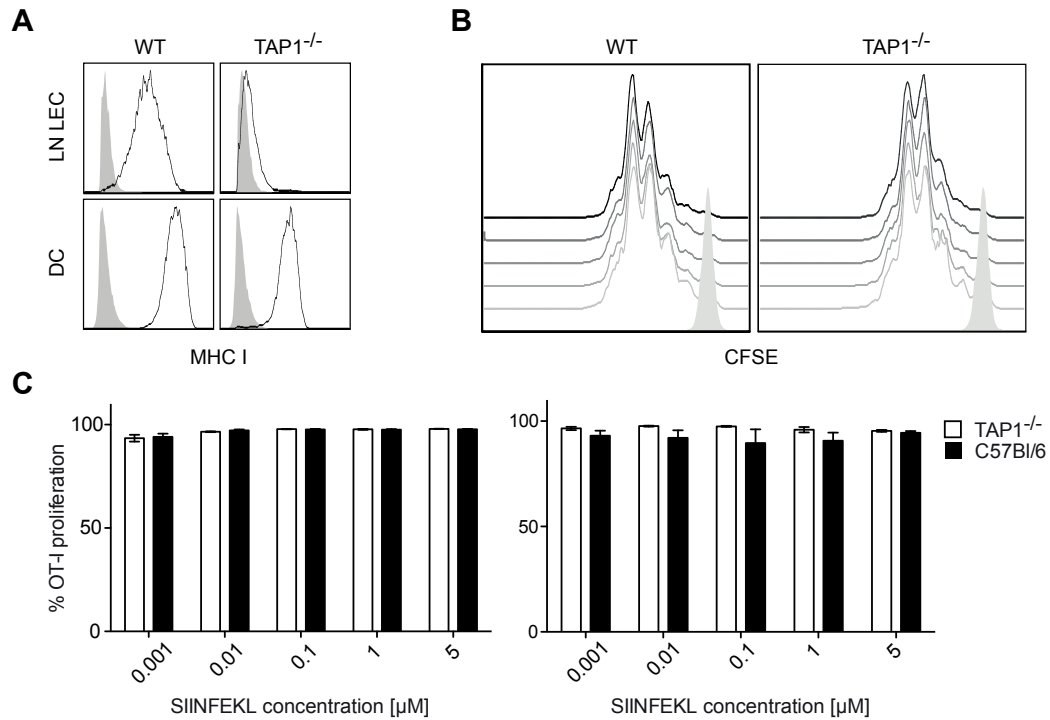 A
WT
TAP1-/-
LN LEC
DC
MHC I
B
WT
TAP1-/-
CFSE
C
% OT-I proliferation
100
50
0
0.001
0.01
0.1
1
5
SIINFEKL concentration [µM]
100
50
0
0.001
0.01
0.1
1
5
SIINFEKL concentration [µM]
TAP1-/-
C57Bl/6